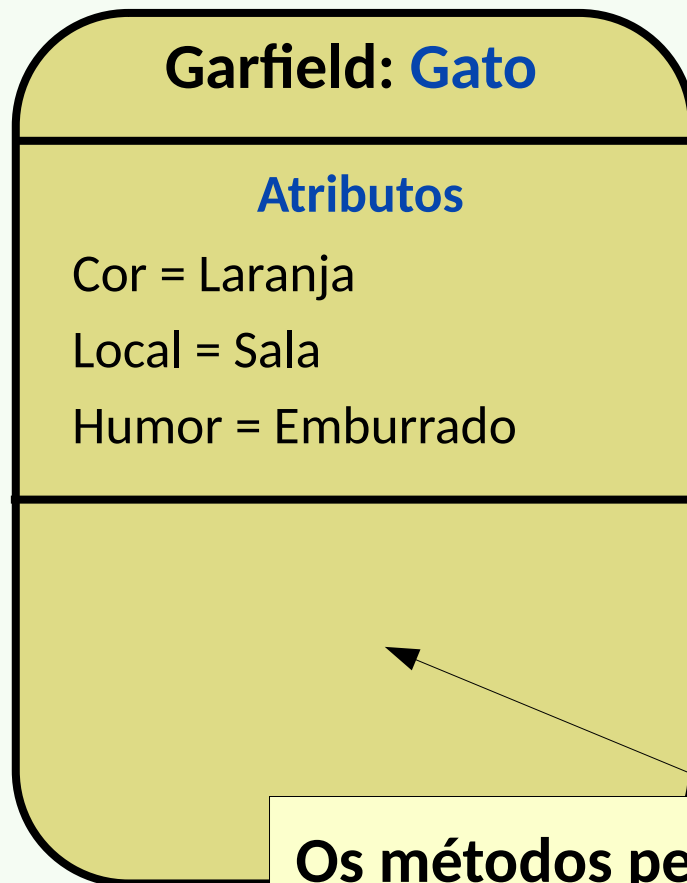 Garfield: Gato
Atributos
Cor = Laranja
Local = Sala
Humor = Emburrado
Os métodos